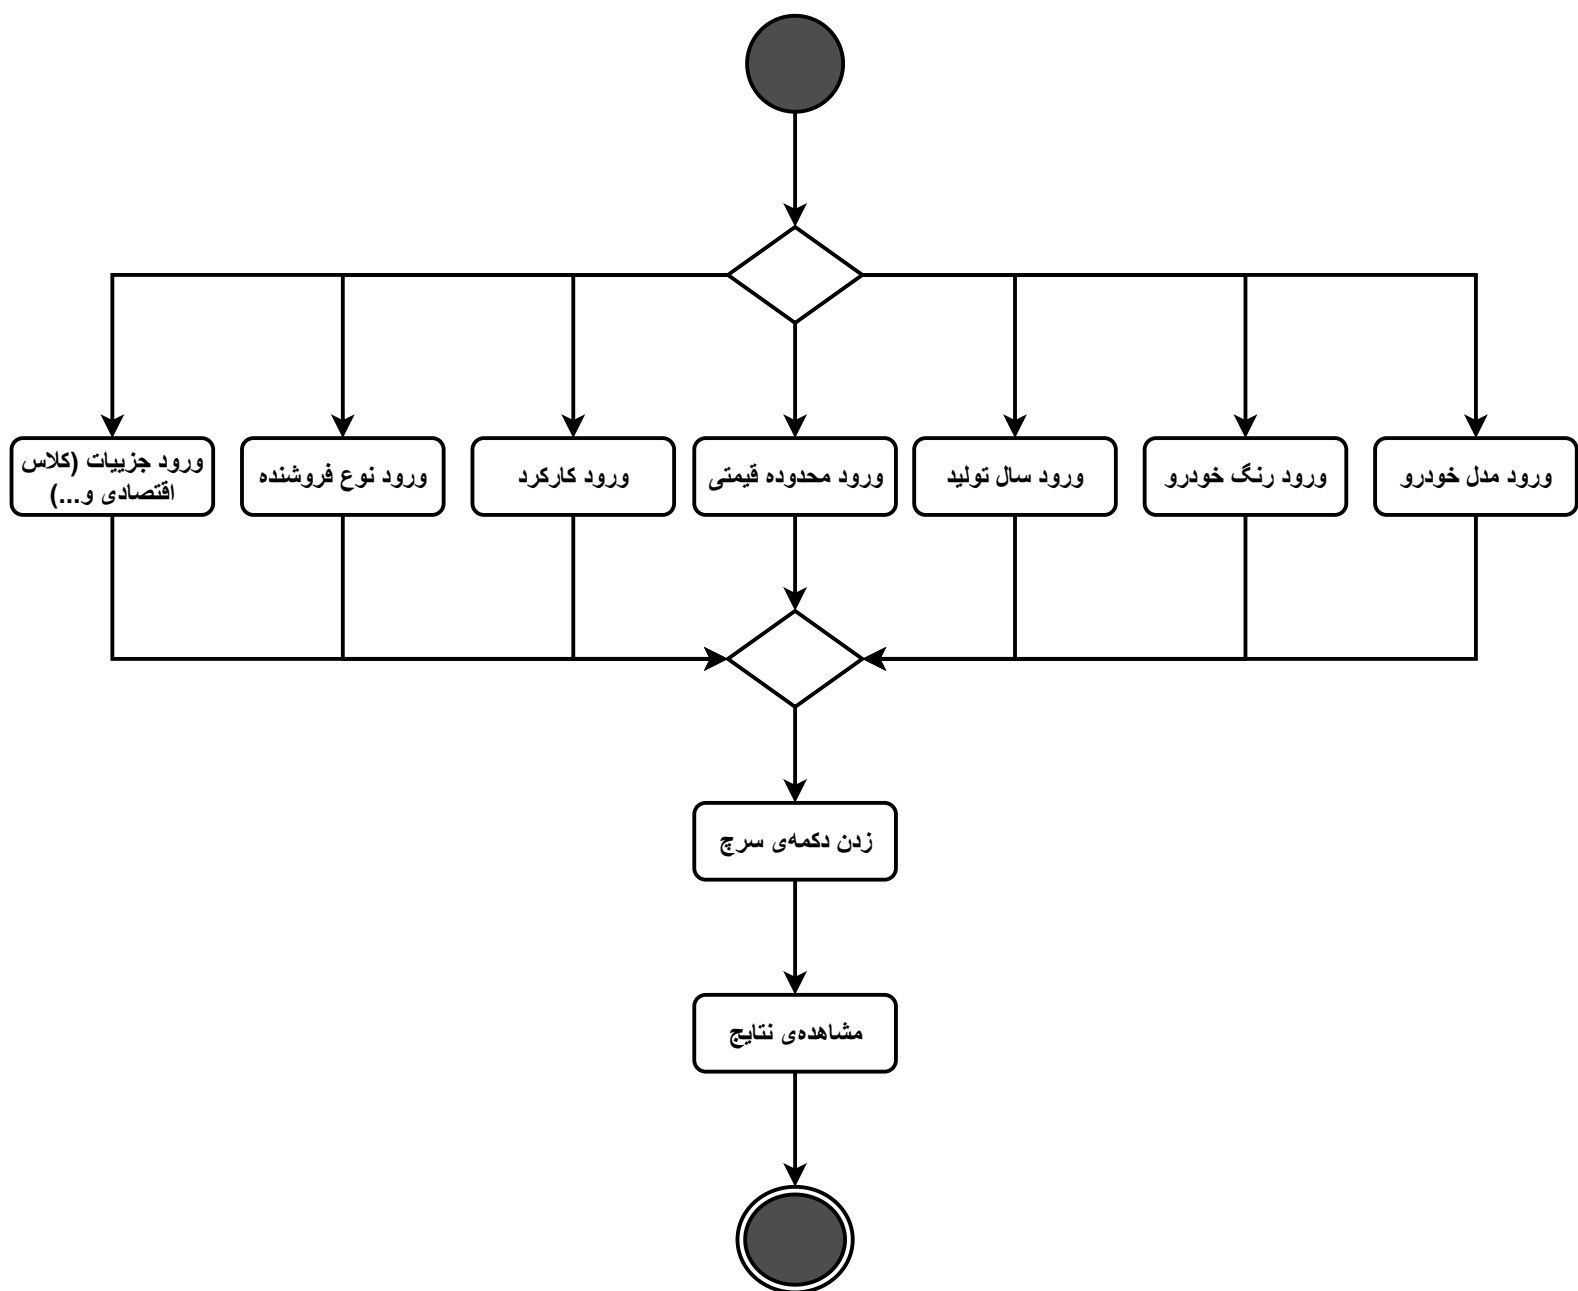 ورود مدل خودرو
ورود رنگ خودرو
ورود سال تولید
ورود محدوده قیمتی
ورود کارکرد
ورود نوع فروشنده
ورود جزییات (کلاس
اقتصادی و...)
زدن دکمه‌ی سرچ
مشاهده‌ی نتایج